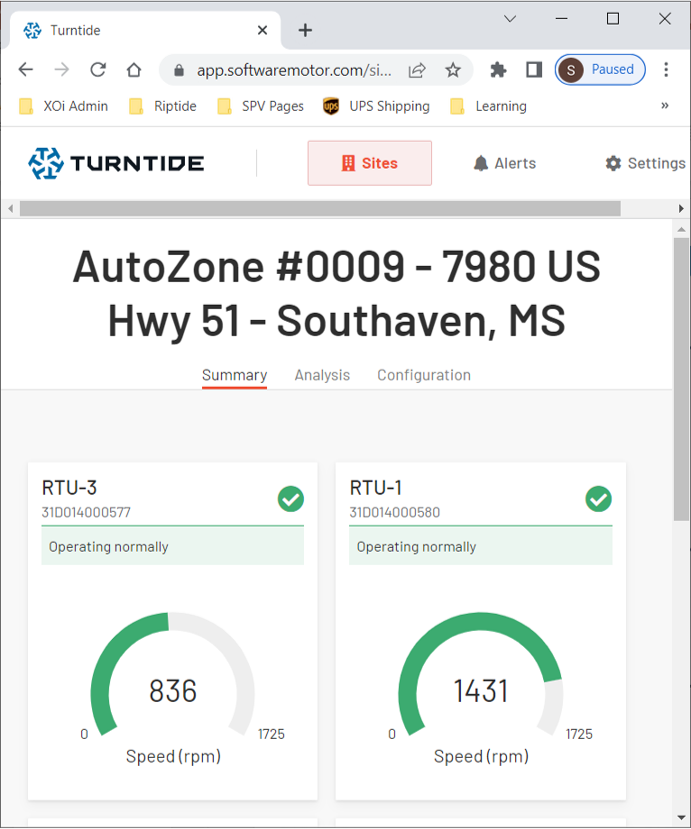 Turntide
app.softwaremotor.com/si...
S Paused
XOi Admin Riptide SPV Pages UPS Shipping Learning »
TURNTIDE Sites Alerts Settings
AutoZone #0009 - 7980 US
Hwy 51 - Southaven, MS
Summary Analysis Configuration
RTU-3
31D014000577
Operating normally
836
0 1725
Speed (rpm)
RTU-1
31D014000580
Operating normally
1431
0 1725
Speed (rpm)